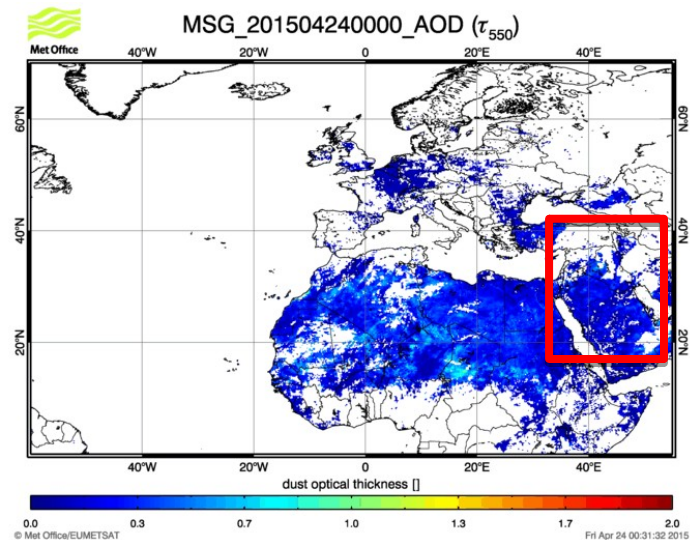 MSG_201504240000_AOD (τ550)
Met Office
40°W 20°W 0 20°E 40°E
60°N 60°N
40°N 40°N
20°N 20°N
40°W 20°W 0 20°E 40°E
dust optical thickness []
0.0 0.3 0.7 1.0 1.3 1.7 2.0
© Met Office/EUMETSAT Fri Apr 24 00:31:32 2015